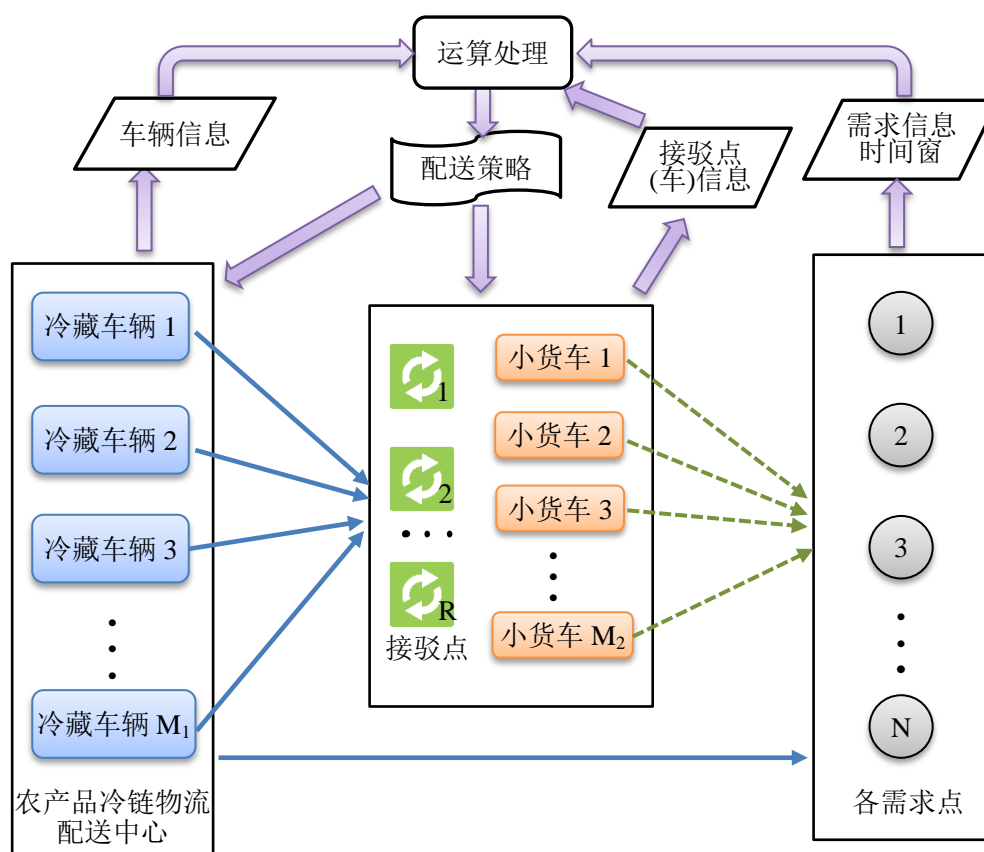 运算处理
车辆信息
配送策略
接驳点
(车)信息
需求信息
时间窗
冷藏车辆 1
冷藏车辆 2
冷藏车辆 3
冷藏车辆 M₁
农产品冷链物流
配送中心
1
2
R
接驳点
小货车 1
小货车 2
小货车 3
小货车 M₂
1
2
3
N
各需求点